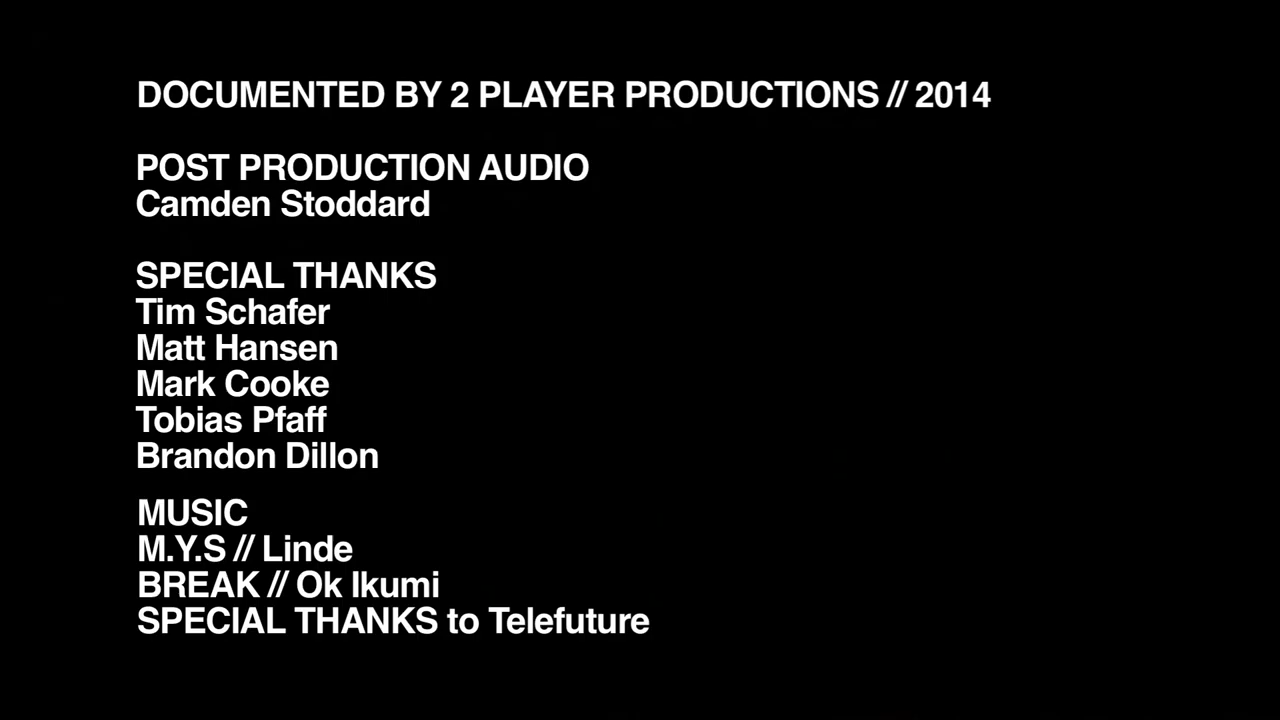 DOCUMENTED BY 2 PLAYER PRODUCTIONS // 2014
POST PRODUCTION AUDIO
Camden Stoddard
SPECIAL THANKS
Tim Schafer
Matt Hansen
Mark Cooke
Tobias Pfaff
Brandon Dillon
MUSIC
M.Y.S // Linde
BREAK // Ok Ikumi
SPECIAL THANKS to Telefuture